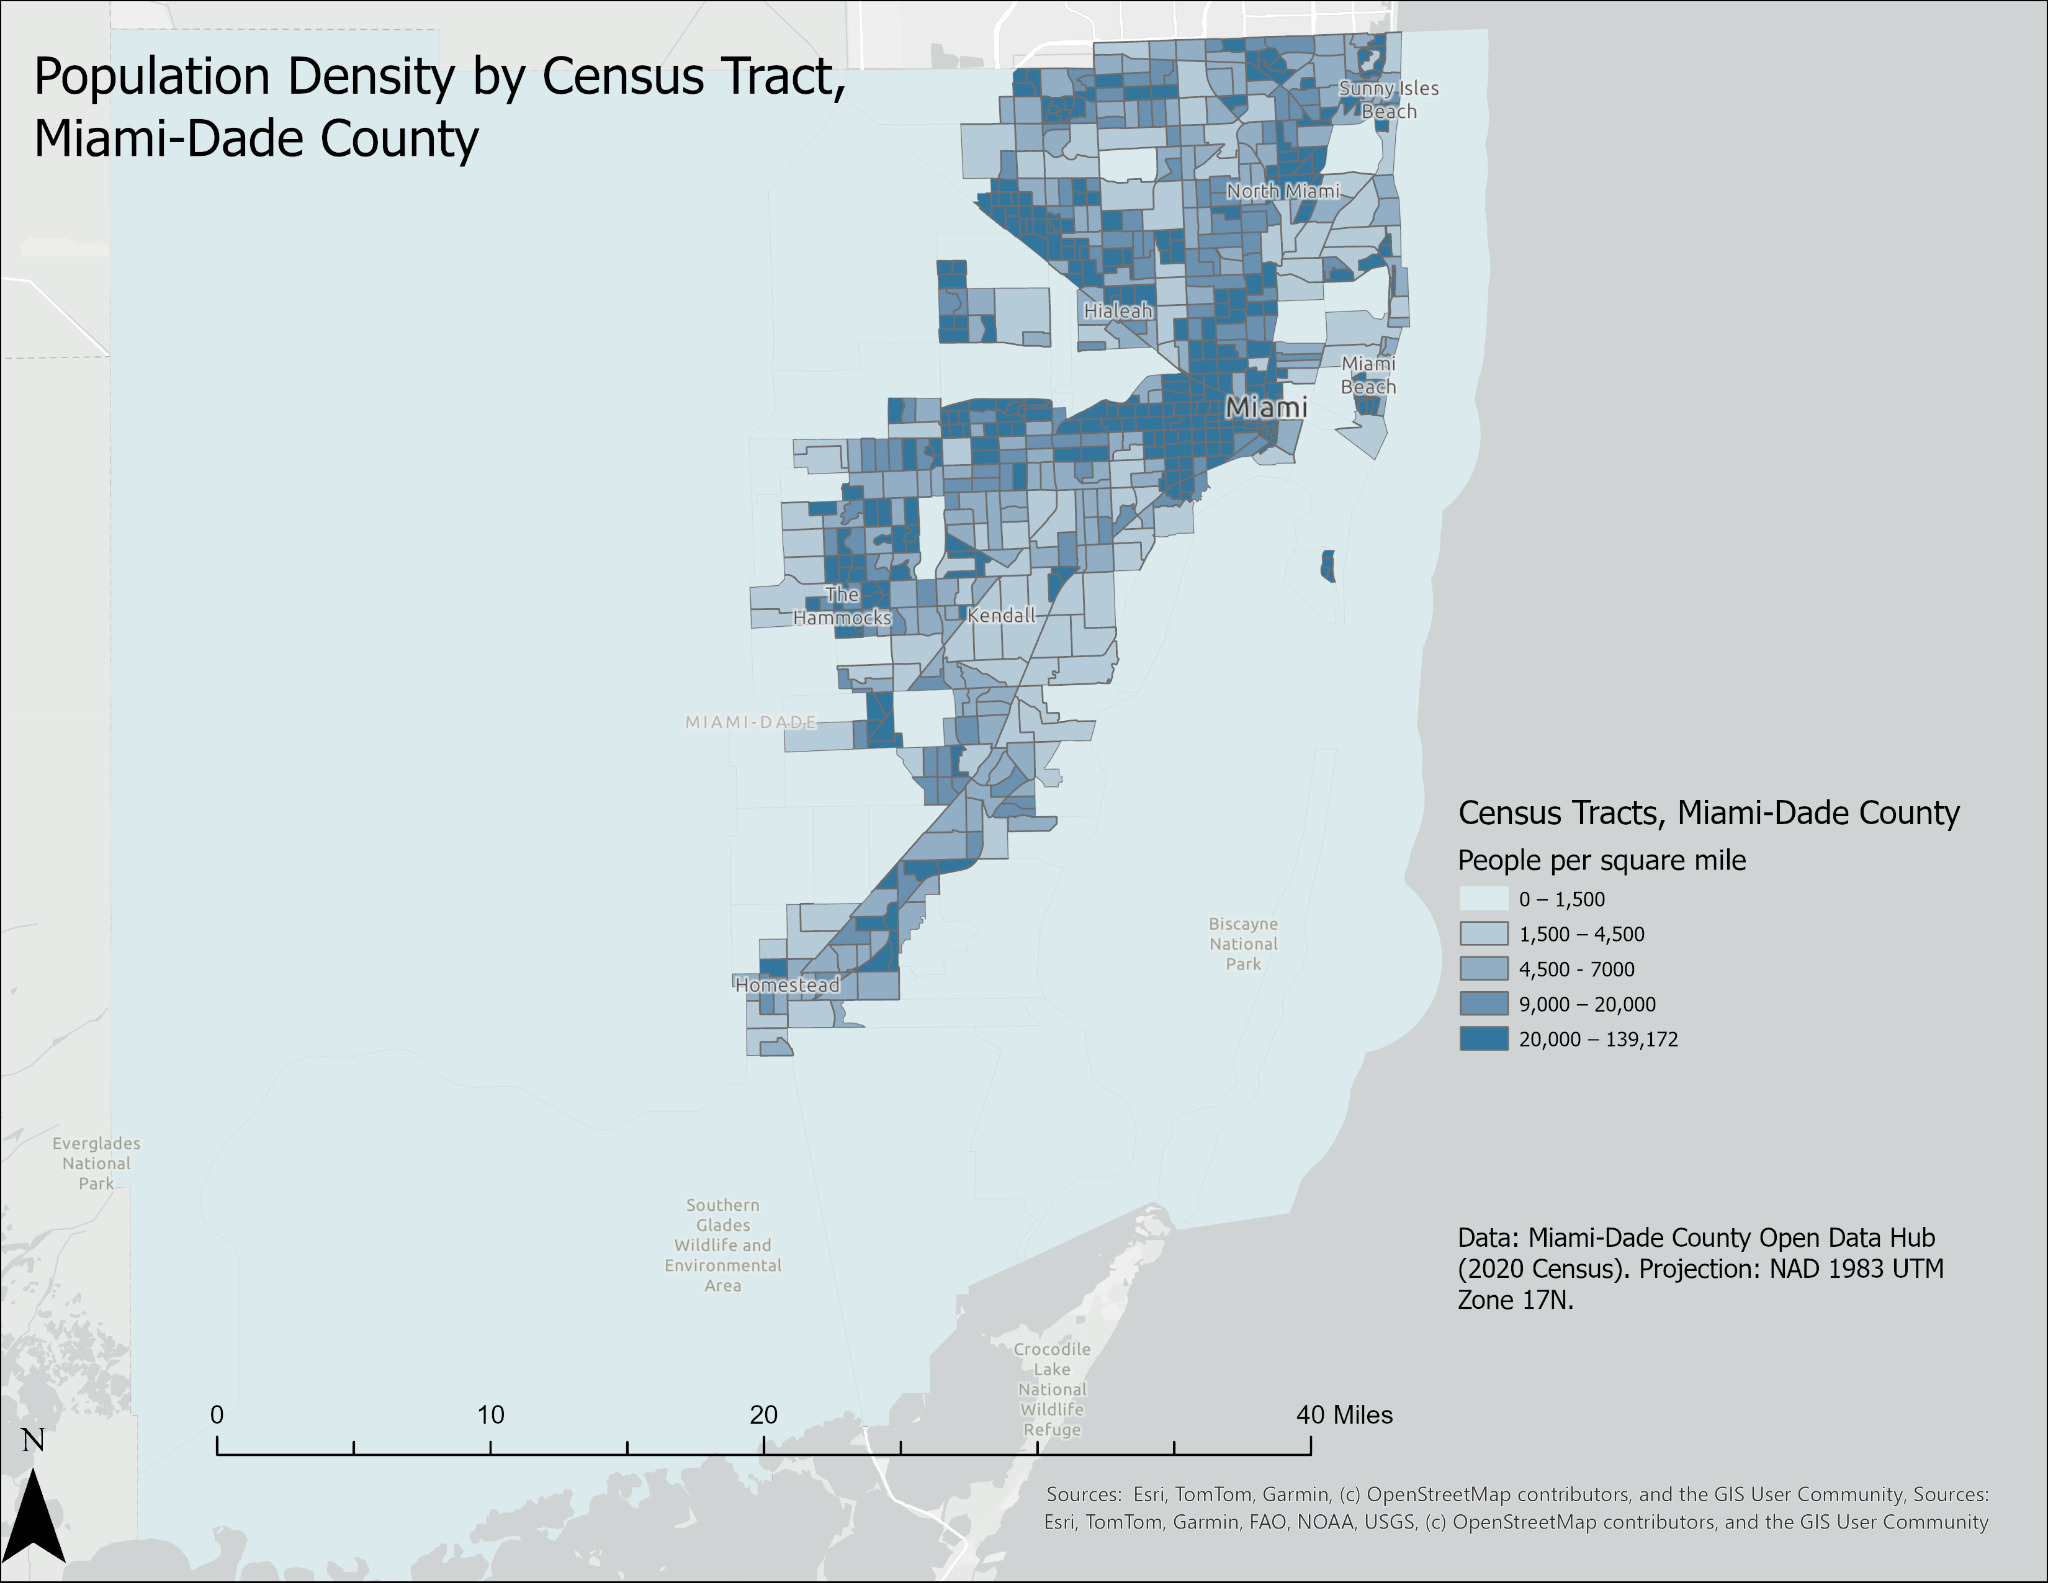 Population Density by Census Tract,
Miami-Dade County
Sunny Isles
Beach
North Miami
Hialeah
Miami
Beach
Miami
The
Hammocks
Kendall
MIAMI-DADE
Homestead
Census Tracts, Miami-Dade County
People per square mile
0 – 1,500
1,500 – 4,500
4,500 - 7000
9,000 – 20,000
20,000 – 139,172
Biscayne
National
Park
Everglades
National
Park
Southern
Glades
Wildlife and
Environmental
Area
Data: Miami-Dade County Open Data Hub
(2020 Census). Projection: NAD 1983 UTM
Zone 17N.
Crocodile
Lake
National
Wildlife
Refuge
0 10 20 40 Miles
N
Sources: Esri, TomTom, Garmin, (c) OpenStreetMap contributors, and the GIS User Community, Sources:
Esri, TomTom, Garmin, FAO, NOAA, USGS, (c) OpenStreetMap contributors, and the GIS User Community